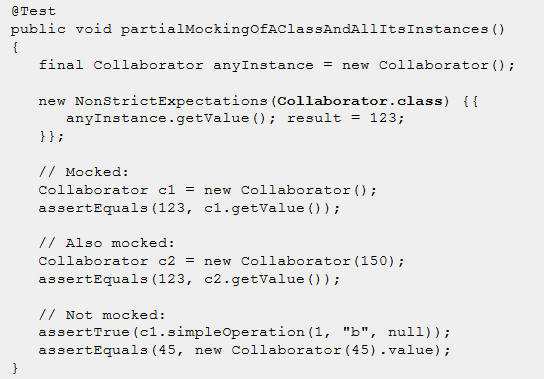 @Test
public void partialMockingOfAClassAndAllItsInstances()
{
   final Collaborator anyInstance = new Collaborator();

   new NonStrictExpectations(Collaborator.class) {{
      anyInstance.getValue(); result = 123;
   }};

   // Mocked:
   Collaborator c1 = new Collaborator();
   assertEquals(123, c1.getValue());

   // Also mocked:
   Collaborator c2 = new Collaborator(150);
   assertEquals(123, c2.getValue());

   // Not mocked:
   assertTrue(c1.simpleOperation(1, "b", null));
   assertEquals(45, new Collaborator(45).value);
}